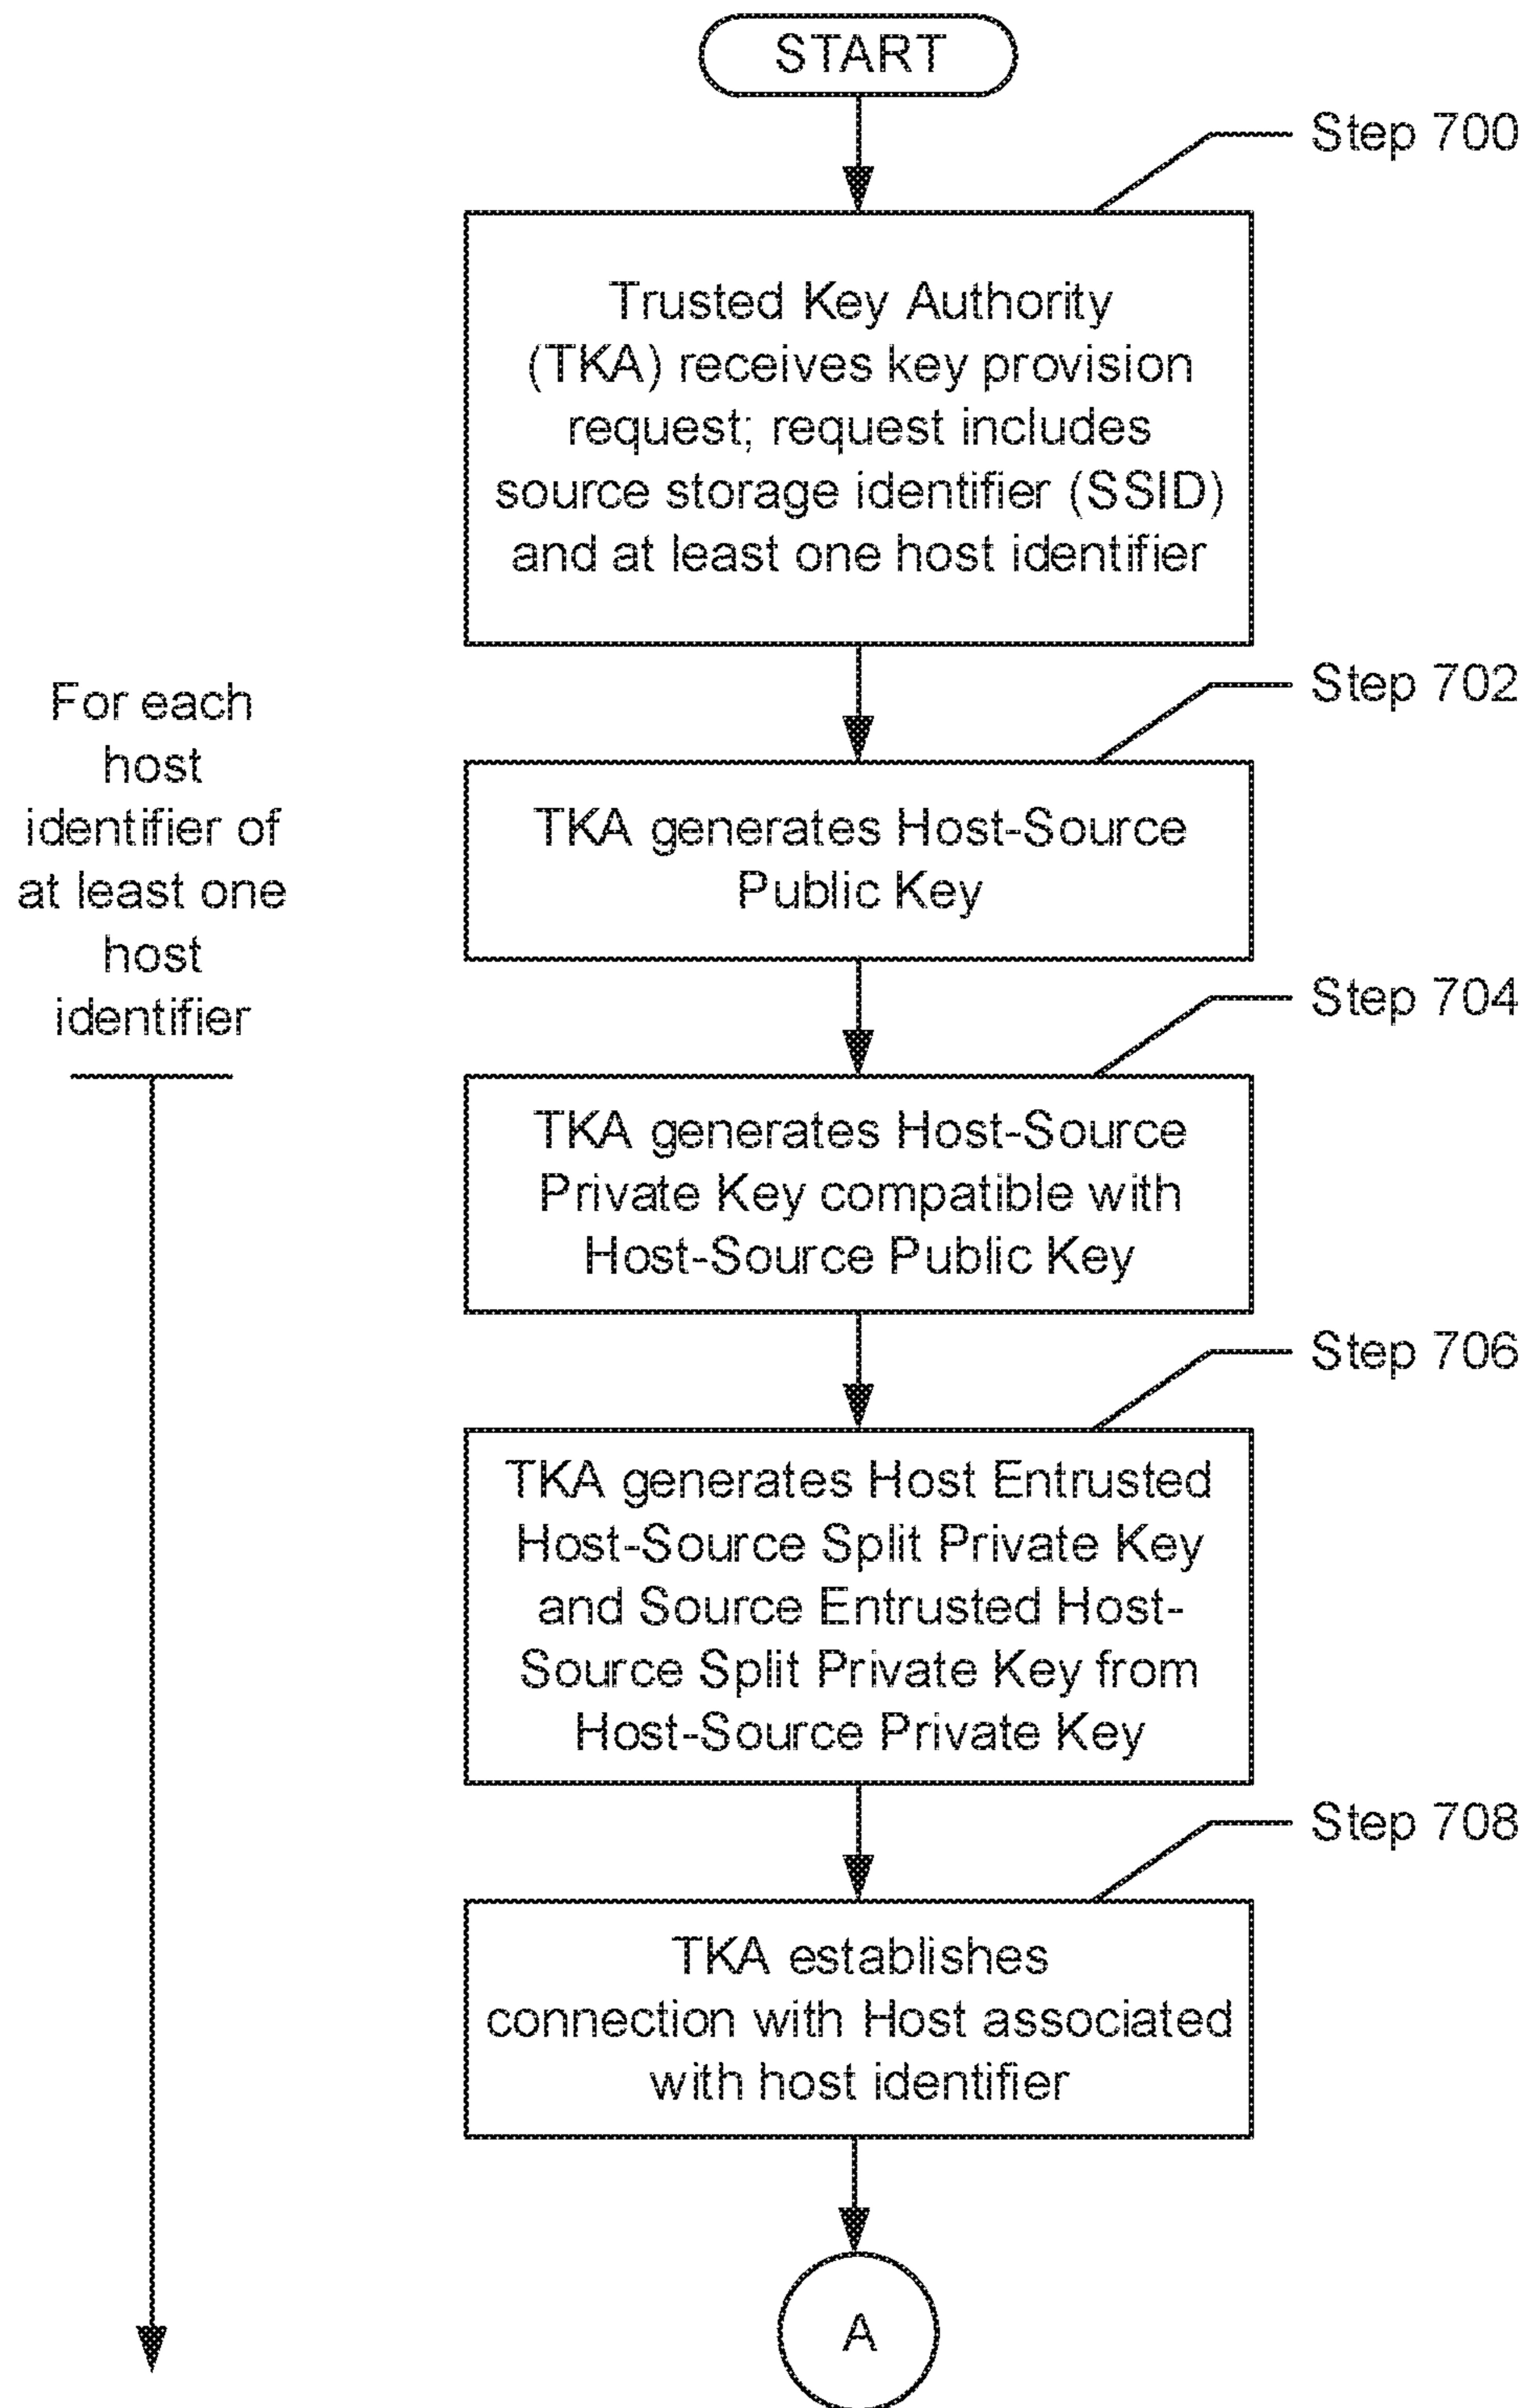 START
Step 700
Trusted Key Authority
(TKA) receives key provision
request; request includes
source storage identifier (SSID)
and at least one host identifier
For each
host
identifier of
at least one
host
identifier
Step 702
TKA generates Host-Source
Public Key
Step 704
TKA generates Host-Source
Private Key compatible with
Host-Source Public Key
Step 706
TKA generates Host Entrusted
Host-Source Split Private Key
and Source Entrusted Host-
Source Split Private Key from
Host-Source Private Key
Step 708
TKA establishes
connection with Host associated
with host identifier
A